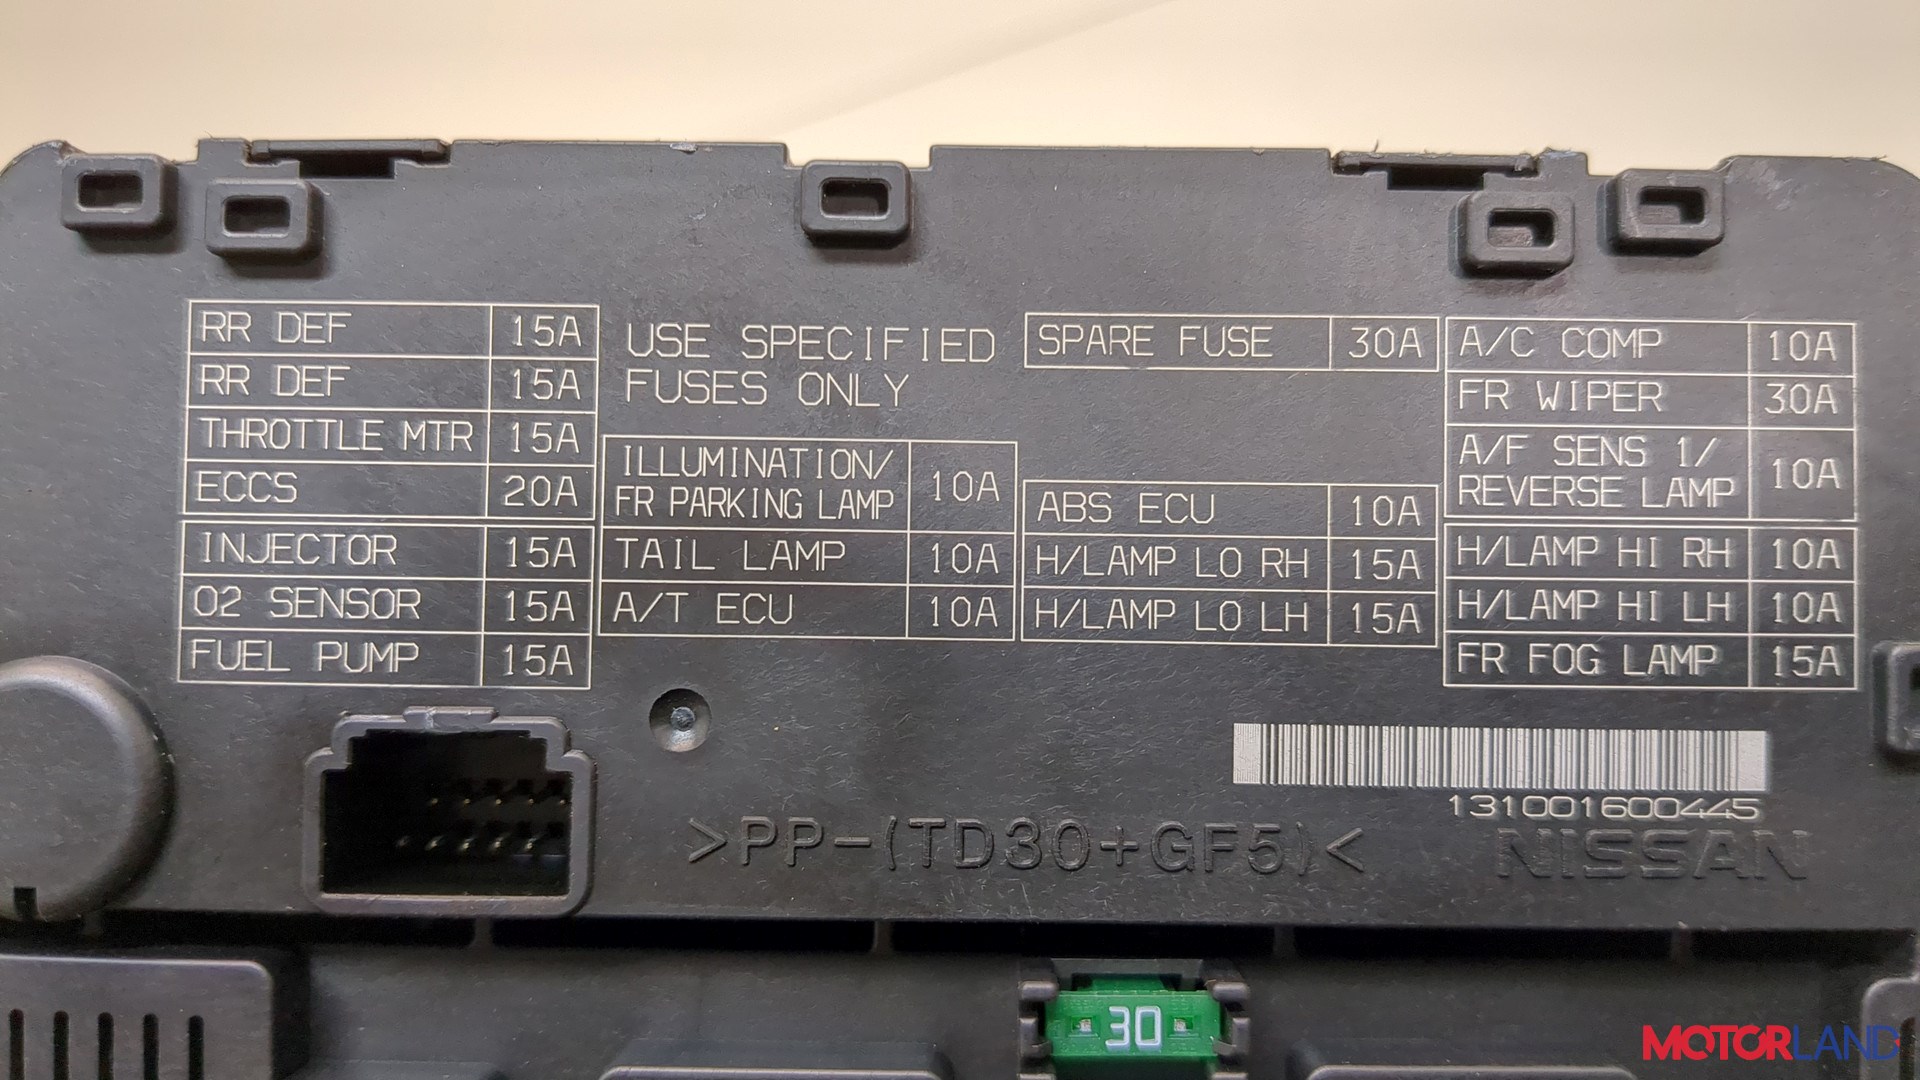 RR DEF 15A
RR DEF 15A
THROTTLE MTR 15A
ECCS 20A
INJECTOR 15A
O2 SENSOR 15A
FUEL PUMP 15A
USE SPECIFIED
FUSES ONLY
ILLUMINATION/
FR PARKING LAMP 10A
TAIL LAMP 10A
A/T ECU 10A
SPARE FUSE 30A
ABS ECU 10A
H/LAMP LO RH 15A
H/LAMP LO LH 15A
A/C COMP 10A
FR WIPER 30A
A/F SENS 1/
REVERSE LAMP 10A
H/LAMP HI RH 10A
H/LAMP HI LH 10A
FR FOG LAMP 15A
131001600445
>PP-(TD30+GF5)<
NISSAN
30
MOTORLAND